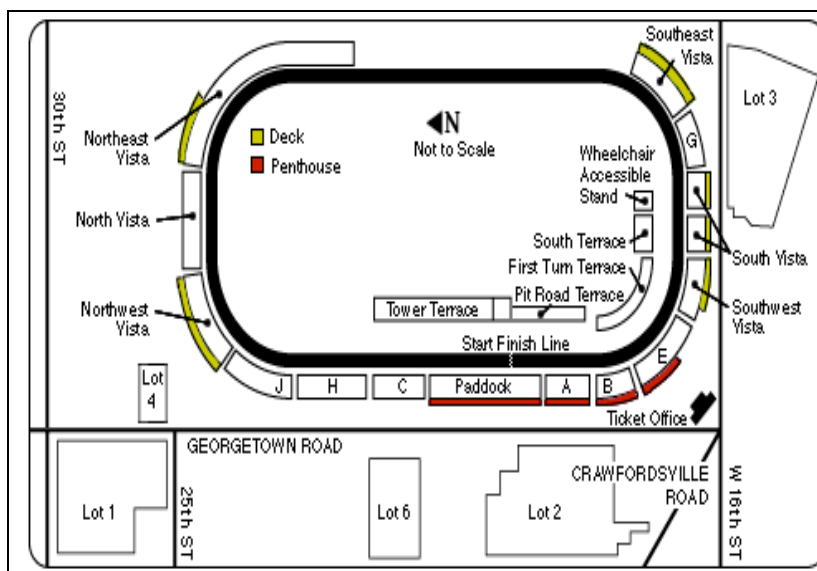 Southeast
Vista
Lot 3
30th ST
Northeast
Vista
N
Not to Scale
Deck
Penthouse
G
Wheelchair
Accessible
Stand
North Vista
South Terrace
South Vista
First Turn Terrace
Pit Road Terrace
Tower Terrace
Northwest
Vista
Southwest
Vista
Start Finish Line
Lot
4
J
H
C
Paddock
A
B
E
Ticket Office
GEORGETOWN ROAD
CRAWFORDSVILLE
ROAD
Lot 1
25th ST
Lot 6
Lot 2
W 16th ST